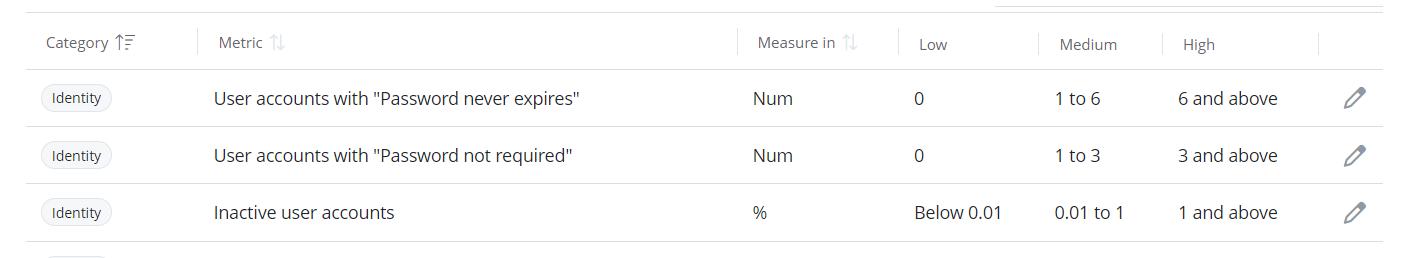 Category Metric Measure in Low Medium High
Identity User accounts with "Password never expires" Num 0 1 to 6 6 and above
Identity User accounts with "Password not required" Num 0 1 to 3 3 and above
Identity Inactive user accounts % Below 0.01 0.01 to 1 1 and above